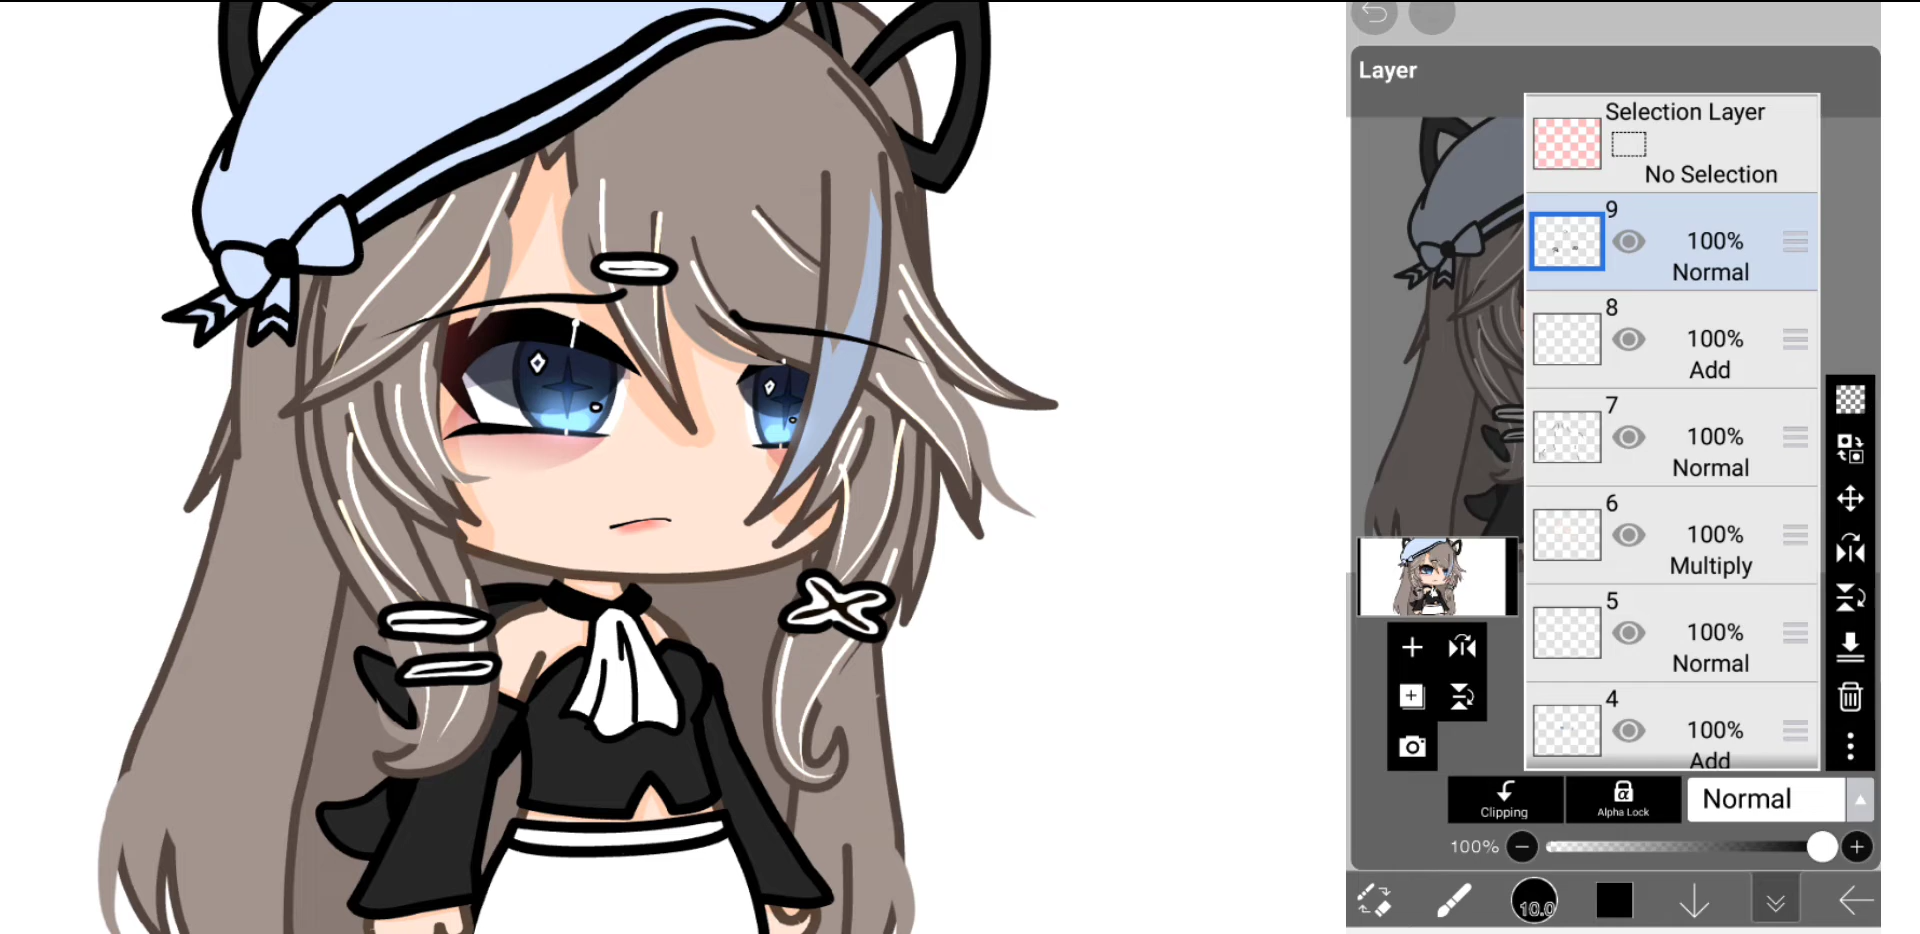 Layer
Selection Layer
No Selection
9
100%
Normal
8
100%
Add
7
100%
Normal
6
100%
Multiply
5
100%
Normal
4
100%
Add
Clipping
α
Alpha Lock
Normal
100%
10.0